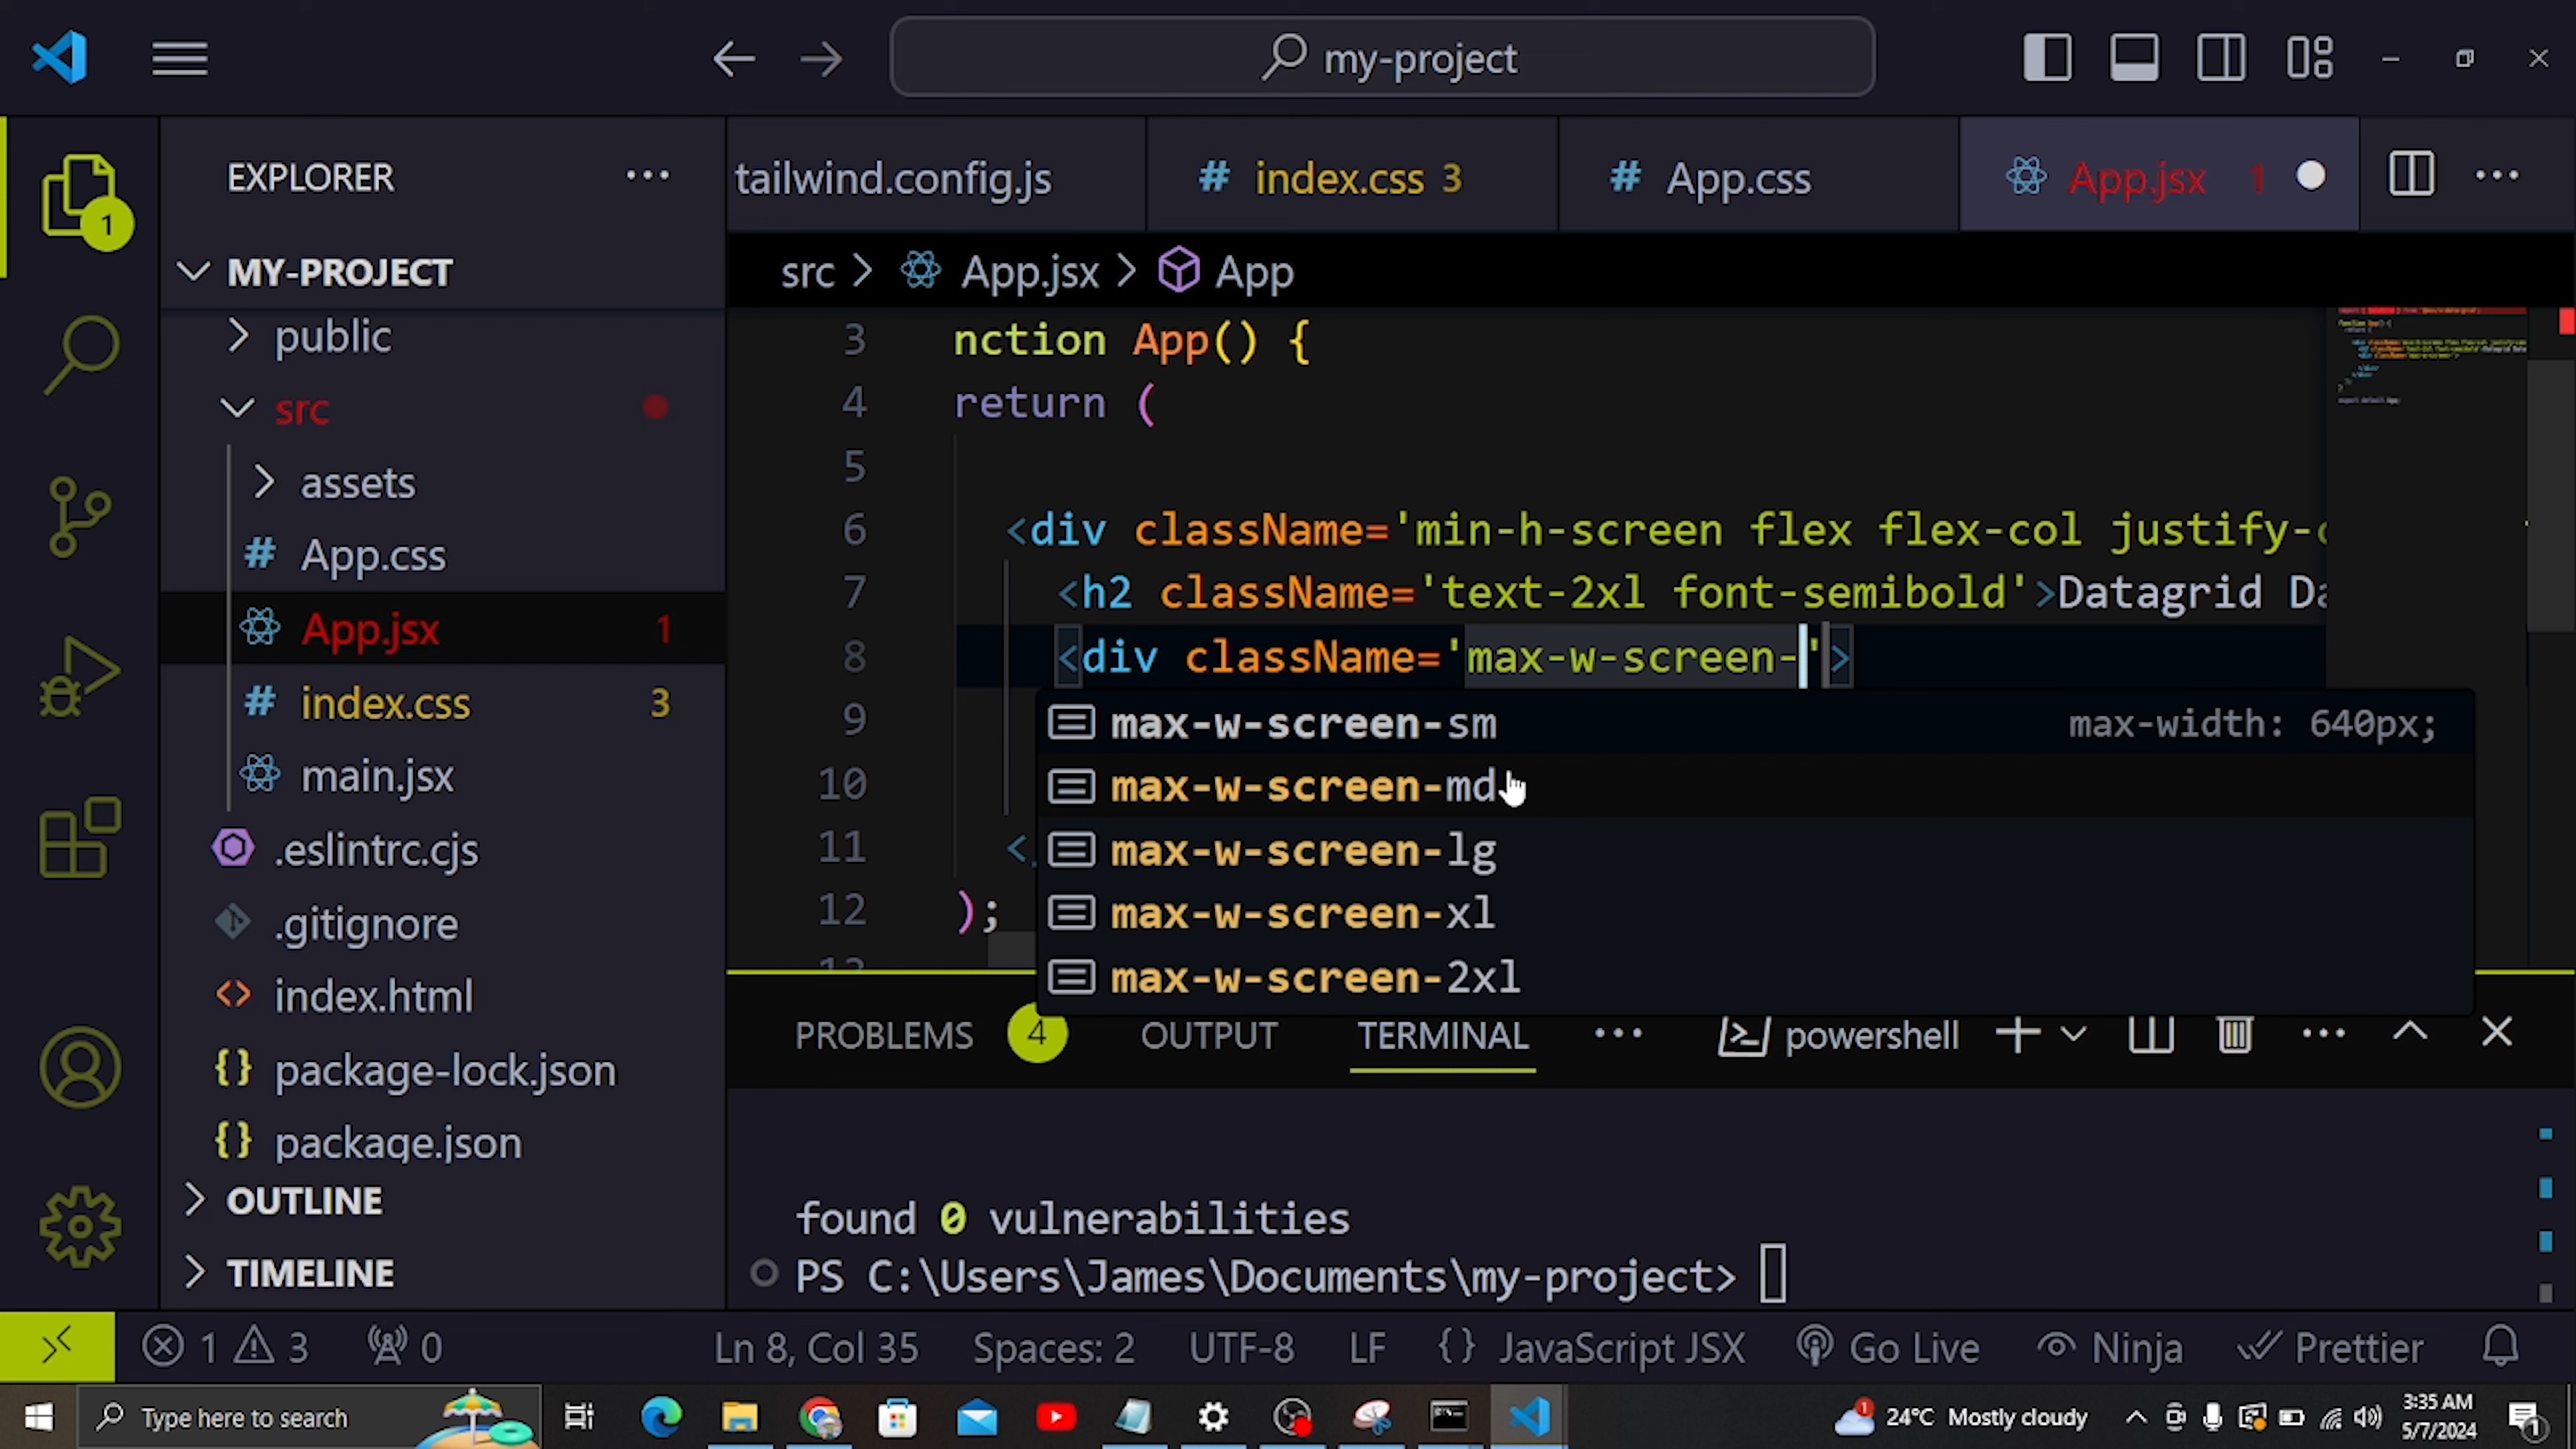 my-project
EXPLORER
MY-PROJECT
public
src
assets
# App.css
App.jsx 1
# index.css 3
main.jsx
.eslintrc.cjs
.gitignore
<> index.html
{} package-lock.json
{} package.json
OUTLINE
TIMELINE
1
tailwind.config.js
# index.css 3
# App.css
App.jsx 1
src > App.jsx > App
3 nction App() {
4 return (
5
6 <div className='min-h-screen flex flex-col justify-c
7 <h2 className='text-2xl font-semibold'>Datagrid Da
8 <div className='max-w-screen-'>
9 max-w-screen-sm max-width: 640px;
10 max-w-screen-md
11 </ max-w-screen-lg
12 ); max-w-screen-xl
13 max-w-screen-2xl
PROBLEMS 4 OUTPUT TERMINAL ... powershell
found 0 vulnerabilities
PS C:\Users\James\Documents\my-project>
1 3 0 Ln 8, Col 35 Spaces: 2 UTF-8 LF {} JavaScript JSX Go Live Ninja Prettier
Type here to search
1 24°C Mostly cloudy
3:35 AM
5/7/2024
1